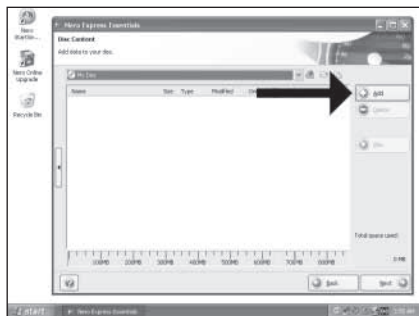 Nero
StartSm...
Nero Online
Upgrade
Recycle Bin
Nero Express Essentials
Disc Content
Add data to your disc.
My Disc
Name Size Type Modified
Add
Delete
Total space used:
0 MB
100MB 200MB 300MB 400MB 500MB 600MB 700MB 800MB
Back
Next
start
Nero Express Essentials